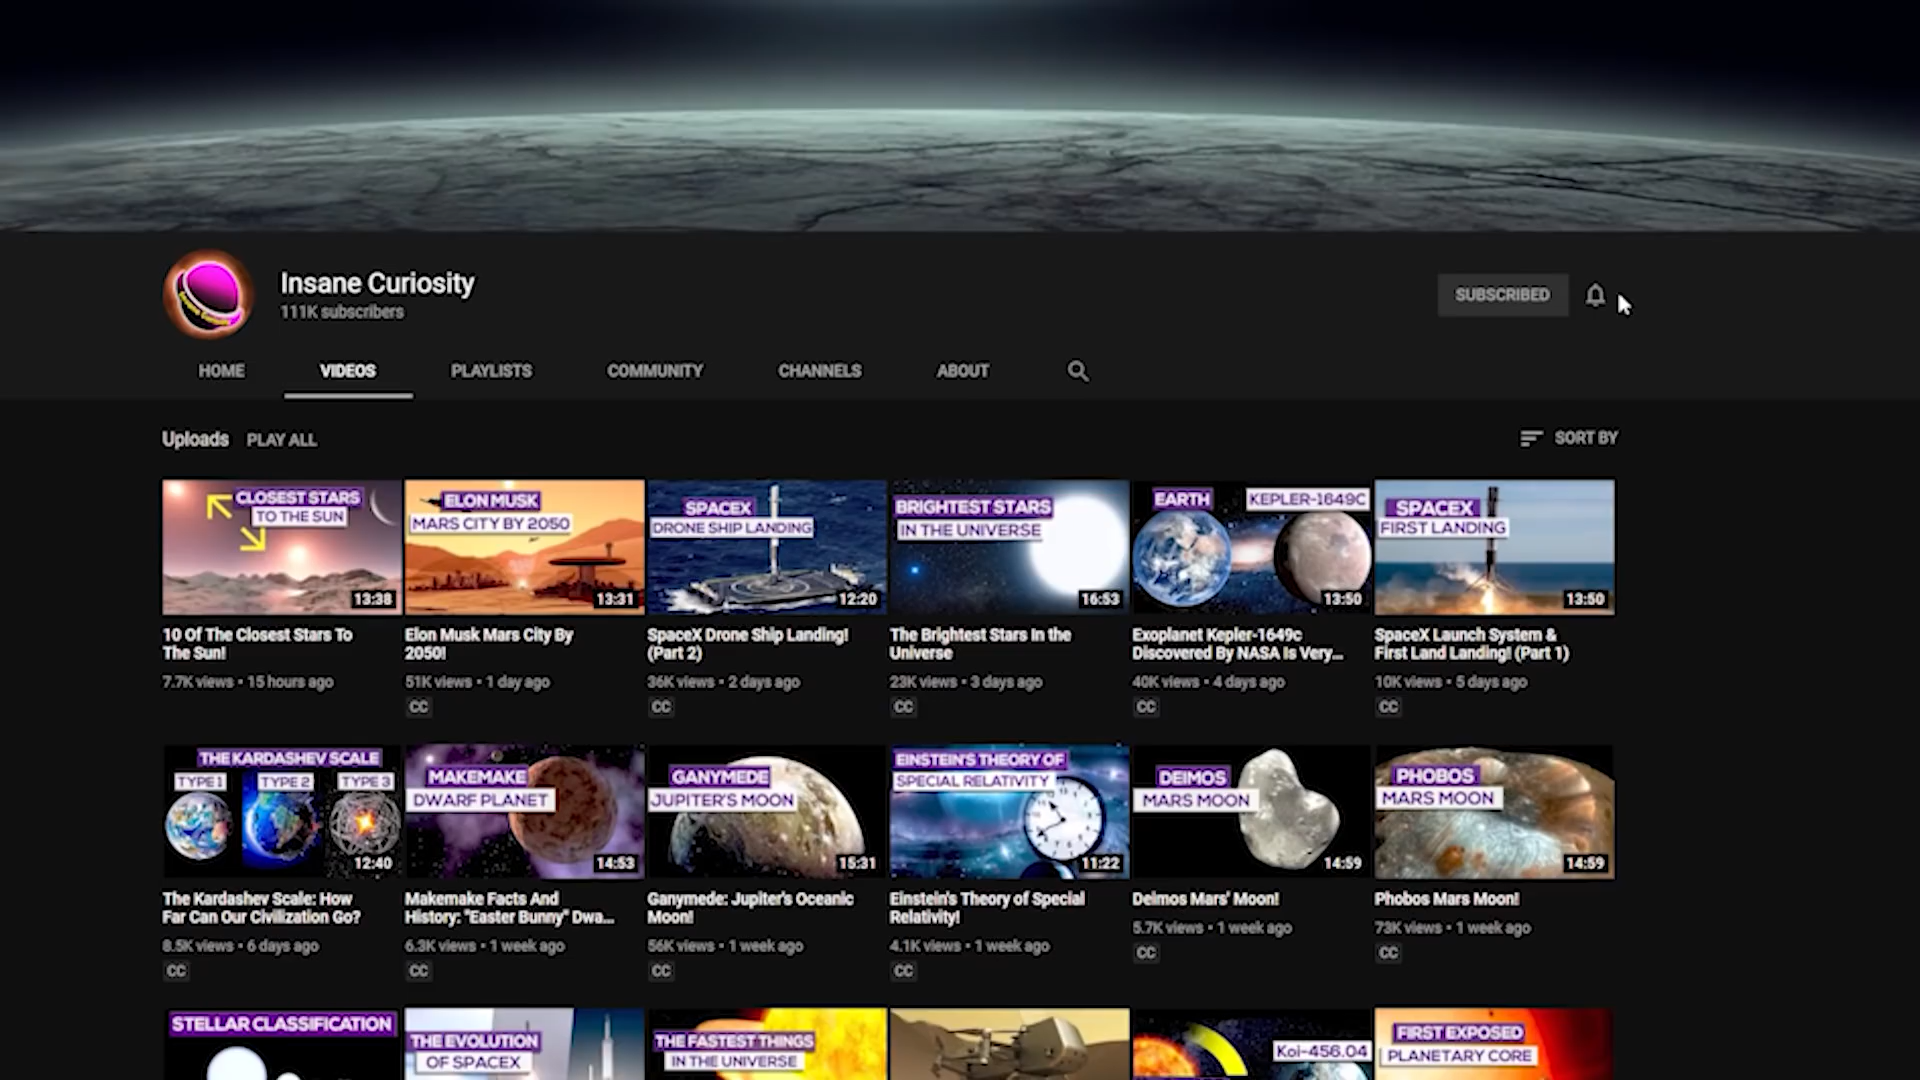 Insane Curiosity
111K subscribers
SUBSCRIBED
HOME
VIDEOS
PLAYLISTS
COMMUNITY
CHANNELS
ABOUT
Uploads
PLAY ALL
SORT BY
CLOSEST STARS
TO THE SUN
13:38
ELON MUSK
MARS CITY BY 2050
13:31
SPACEX
DRONE SHIP LANDING
12:20
BRIGHTEST STARS
IN THE UNIVERSE
16:53
EARTH
KEPLER-1649C
13:50
SPACEX
FIRST LANDING
13:50
10 Of The Closest Stars To
The Sun!
7.7K views • 15 hours ago
Elon Musk Mars City By
2050!
51K views • 1 day ago
CC
SpaceX Drone Ship Landing!
(Part 2)
36K views • 2 days ago
CC
The Brightest Stars In the
Universe
23K views • 3 days ago
CC
Exoplanet Kepler-1649c
Discovered By NASA Is Very...
40K views • 4 days ago
CC
SpaceX Launch System &
First Land Landing! (Part 1)
10K views • 5 days ago
CC
THE KARDASHEV SCALE
TYPE 1
TYPE 2
TYPE 3
12:40
MAKEMAKE
DWARF PLANET
14:53
GANYMEDE
JUPITER'S MOON
15:31
EINSTEIN'S THEORY OF
SPECIAL RELATIVITY
11:22
DEIMOS
MARS MOON
14:59
PHOBOS
MARS MOON
14:59
The Kardashev Scale: How
Far Can Our Civilization Go?
8.5K views • 6 days ago
CC
Makemake Facts And
History: "Easter Bunny" Dwa...
6.3K views • 1 week ago
CC
Ganymede: Jupiter's Oceanic
Moon!
56K views • 1 week ago
CC
Einstein's Theory of Special
Relativity!
4.1K views • 1 week ago
CC
Deimos Mars' Moon!
5.7K views • 1 week ago
CC
Phobos Mars Moon!
73K views • 1 week ago
CC
STELLAR CLASSIFICATION
THE EVOLUTION
OF SPACEX
THE FASTEST THINGS
IN THE UNIVERSE
Koi-456.04
FIRST EXPOSED
PLANETARY CORE